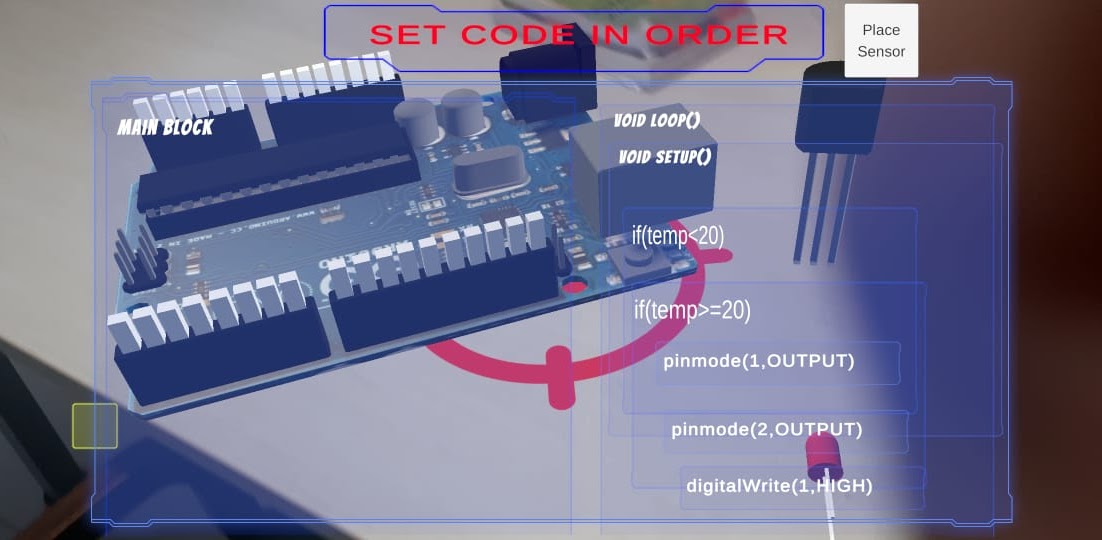 SET CODE IN ORDER
Place
Sensor
MAIN BLOCK
VOID LOOP()
VOID SETUP()
if(temp<20)
if(temp>=20)
pinmode(1,OUTPUT)
pinmode(2,OUTPUT)
digitalWrite(1,HIGH)